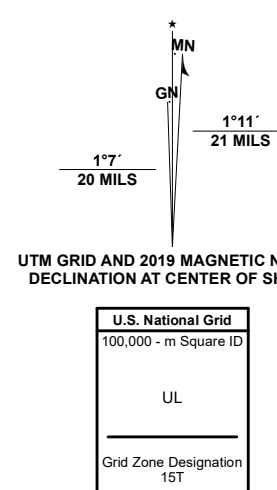 ★
MN
GN
1°11´
21 MILS
1°7´
20 MILS
UTM GRID AND 2019 MAGNETIC
DECLINATION AT CENTER OF
U.S. National Grid
100,000 - m Square ID
UL
Grid Zone Designation
15T